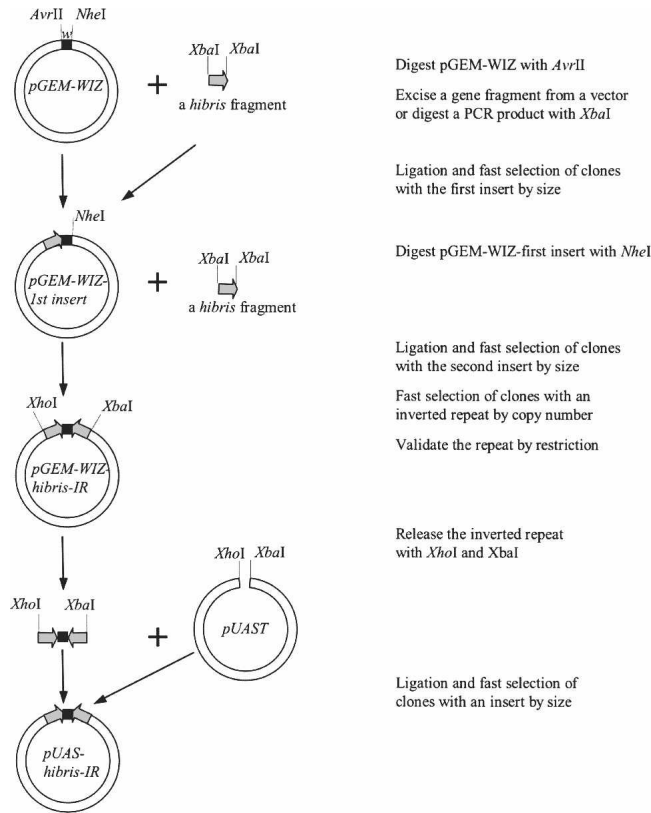 AvrII NheI
w
pGEM-WIZ
+
XbaI XbaI
a hibris fragment
Digest pGEM-WIZ with AvrII
Excise a gene fragment from a vector
or digest a PCR product with XbaI
Ligation and fast selection of clones
with the first insert by size
NheI
pGEM-WIZ-
1st insert
+
XbaI XbaI
a hibris fragment
Digest pGEM-WIZ-first insert with NheI
Ligation and fast selection of clones
with the second insert by size
Fast selection of clones with an
inverted repeat by copy number
Validate the repeat by restriction
XhoI XbaI
pGEM-WIZ-
hibris-IR
Release the inverted repeat
with XhoI and XbaI
XhoI XbaI
+
XhoI XbaI
pUAST
Ligation and fast selection of
clones with an insert by size
pUAS-
hibris-IR